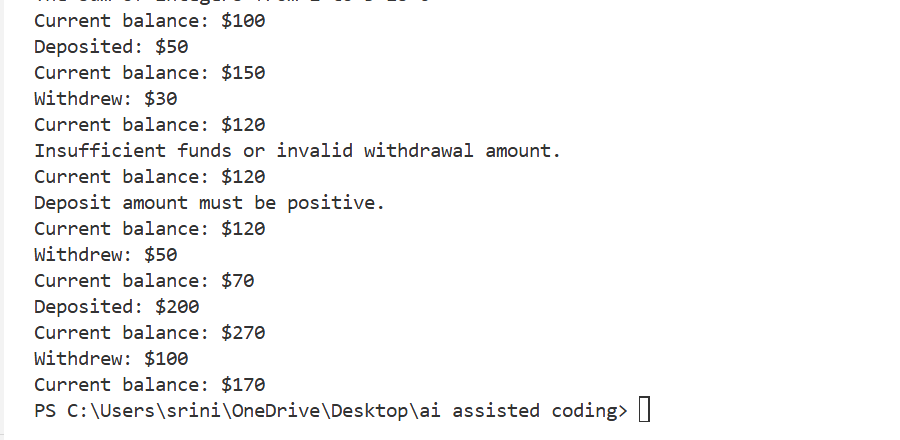 Current balance: $100
Deposited: $50
Current balance: $150
Withdrew: $30
Current balance: $120
Insufficient funds or invalid withdrawal amount.
Current balance: $120
Deposit amount must be positive.
Current balance: $120
Withdrew: $50
Current balance: $70
Deposited: $200
Current balance: $270
Withdrew: $100
Current balance: $170
PS C:\Users\srini\OneDrive\Desktop\ai assisted coding>